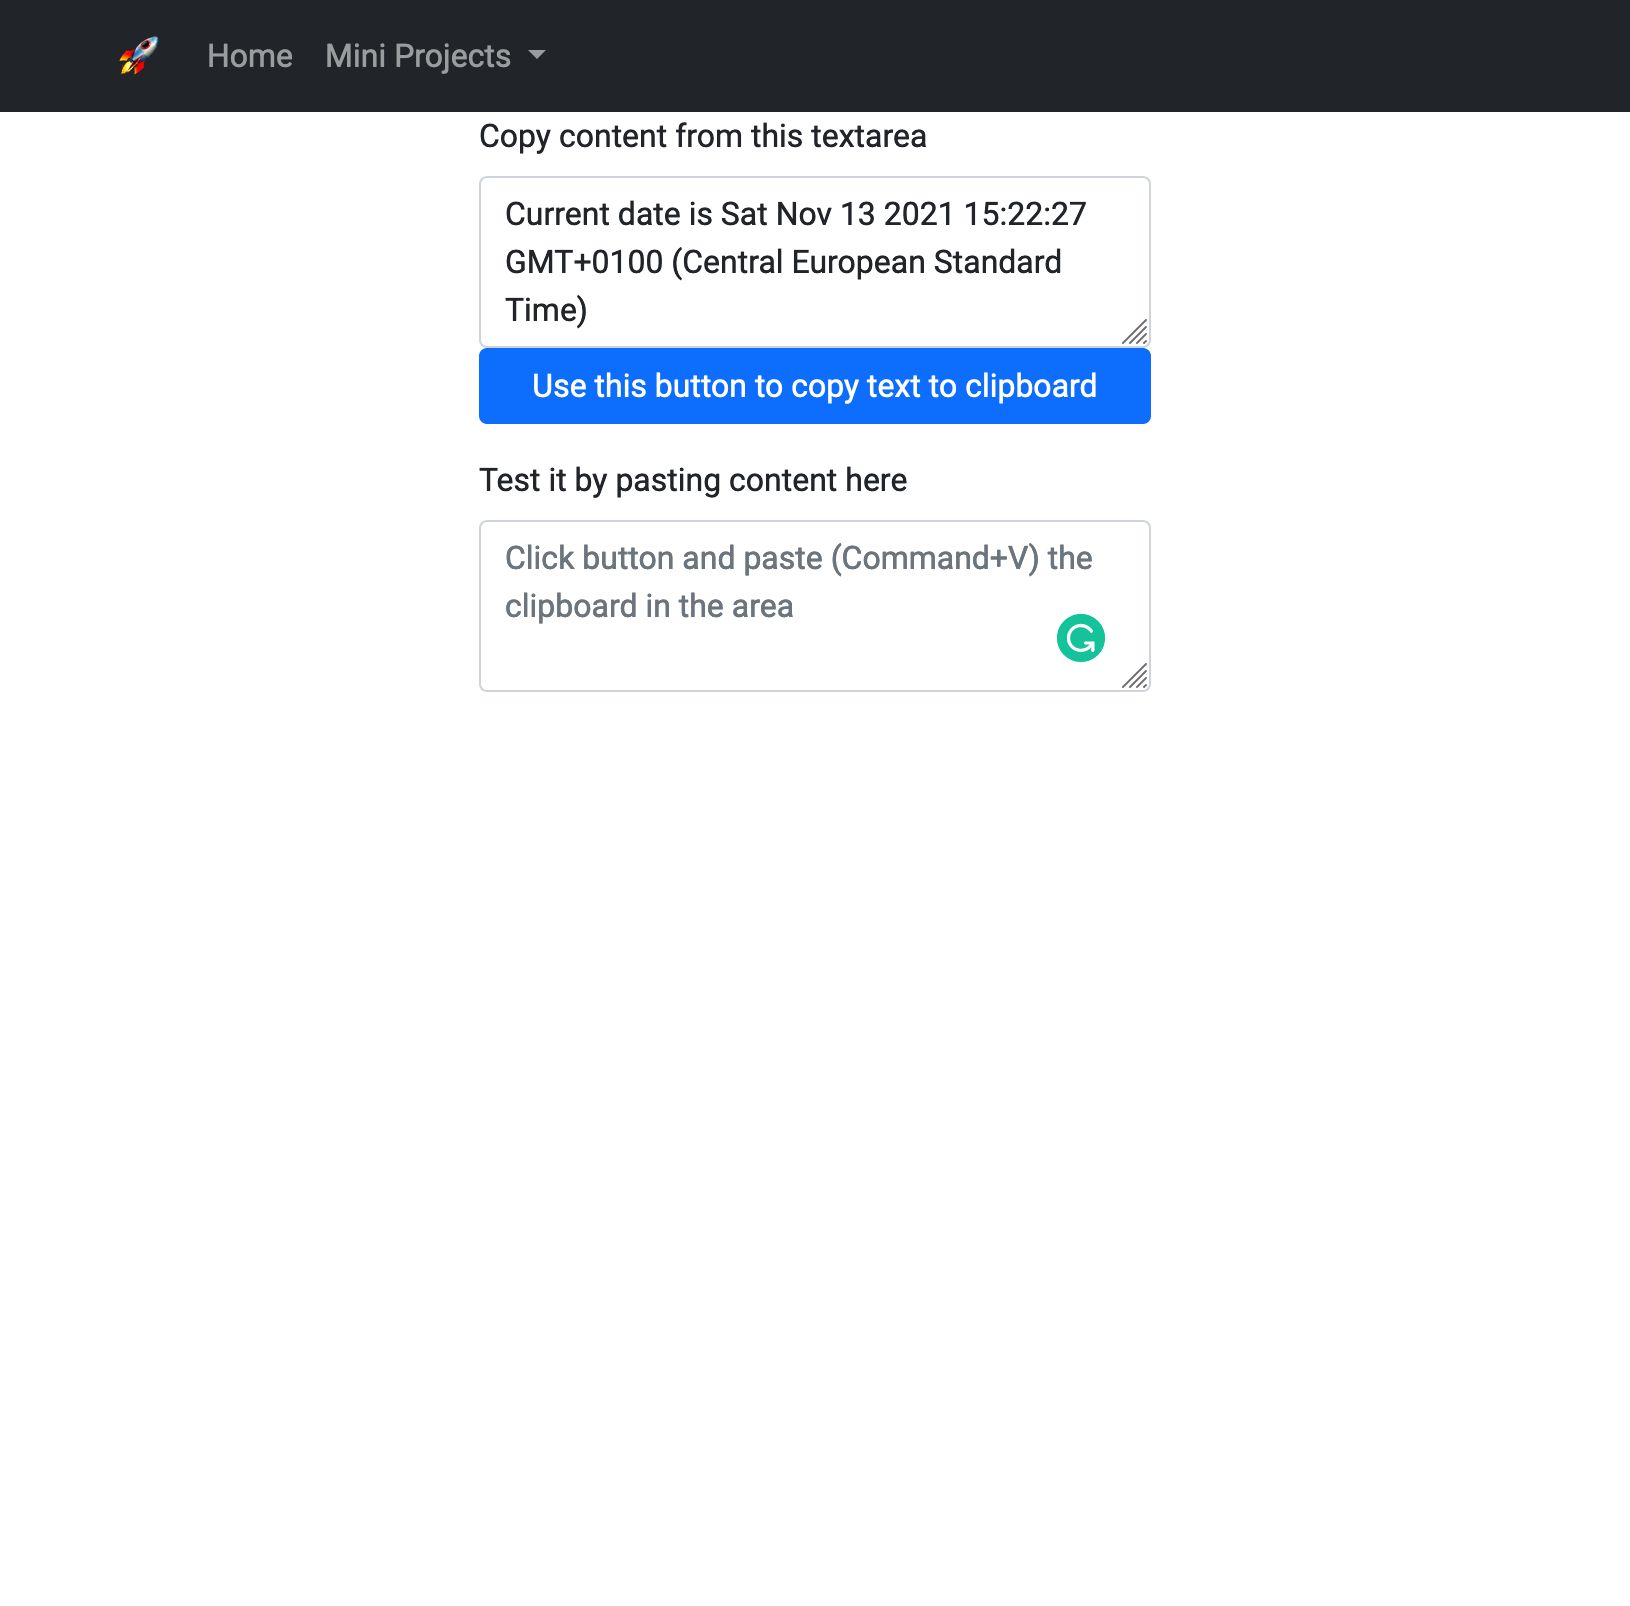 Home Mini Projects
Copy content from this textarea
Current date is Sat Nov 13 2021 15:22:27
GMT+0100 (Central European Standard
Time)
Use this button to copy text to clipboard
Test it by pasting content here
Click button and paste (Command+V) the
clipboard in the area